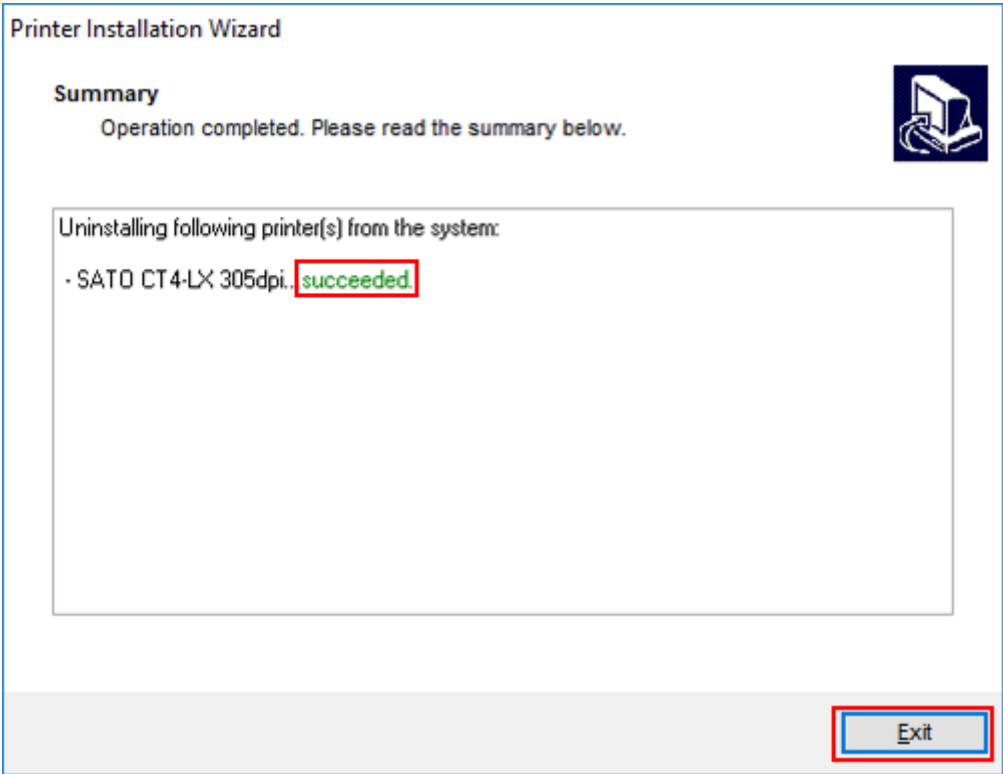 Printer Installation Wizard
Summary
Operation completed. Please read the summary below.
Uninstalling following printer(s) from the system:
- SATO CT4-LX 305dpi.. succeeded.
Exit